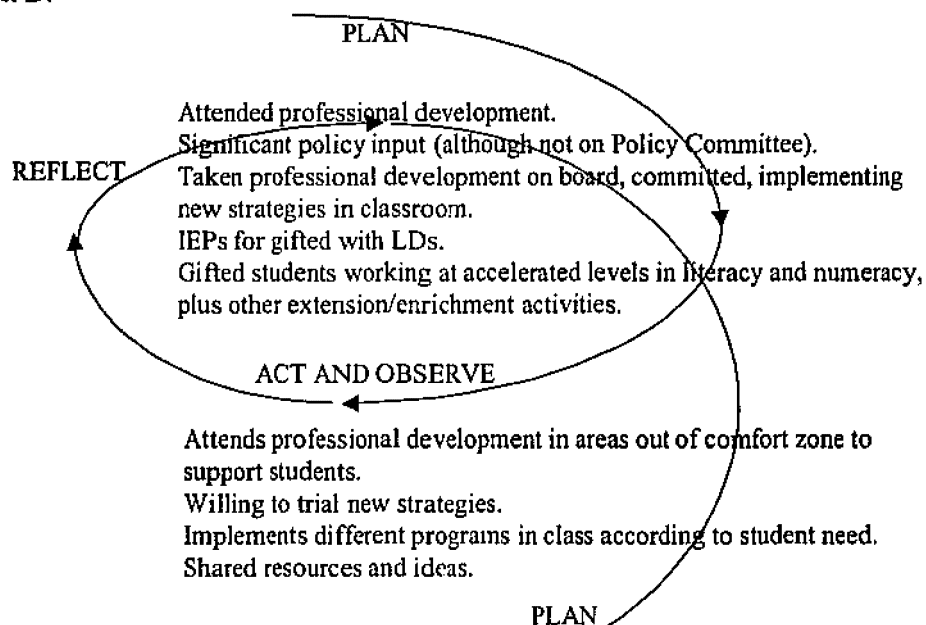 PLAN
Attended professional development.
Significant policy input (although not on Policy Committee).
REFLECT
Taken professional development on board, committed, implementing
new strategies in classroom.
IEPs for gifted with LDs.
Gifted students working at accelerated levels in literacy and numeracy,
plus other extension/enrichment activities.
ACT AND OBSERVE
Attends professional development in areas out of comfort zone to
support students.
Willing to trial new strategies.
Implements different programs in class according to student need.
Shared resources and ideas.
PLAN